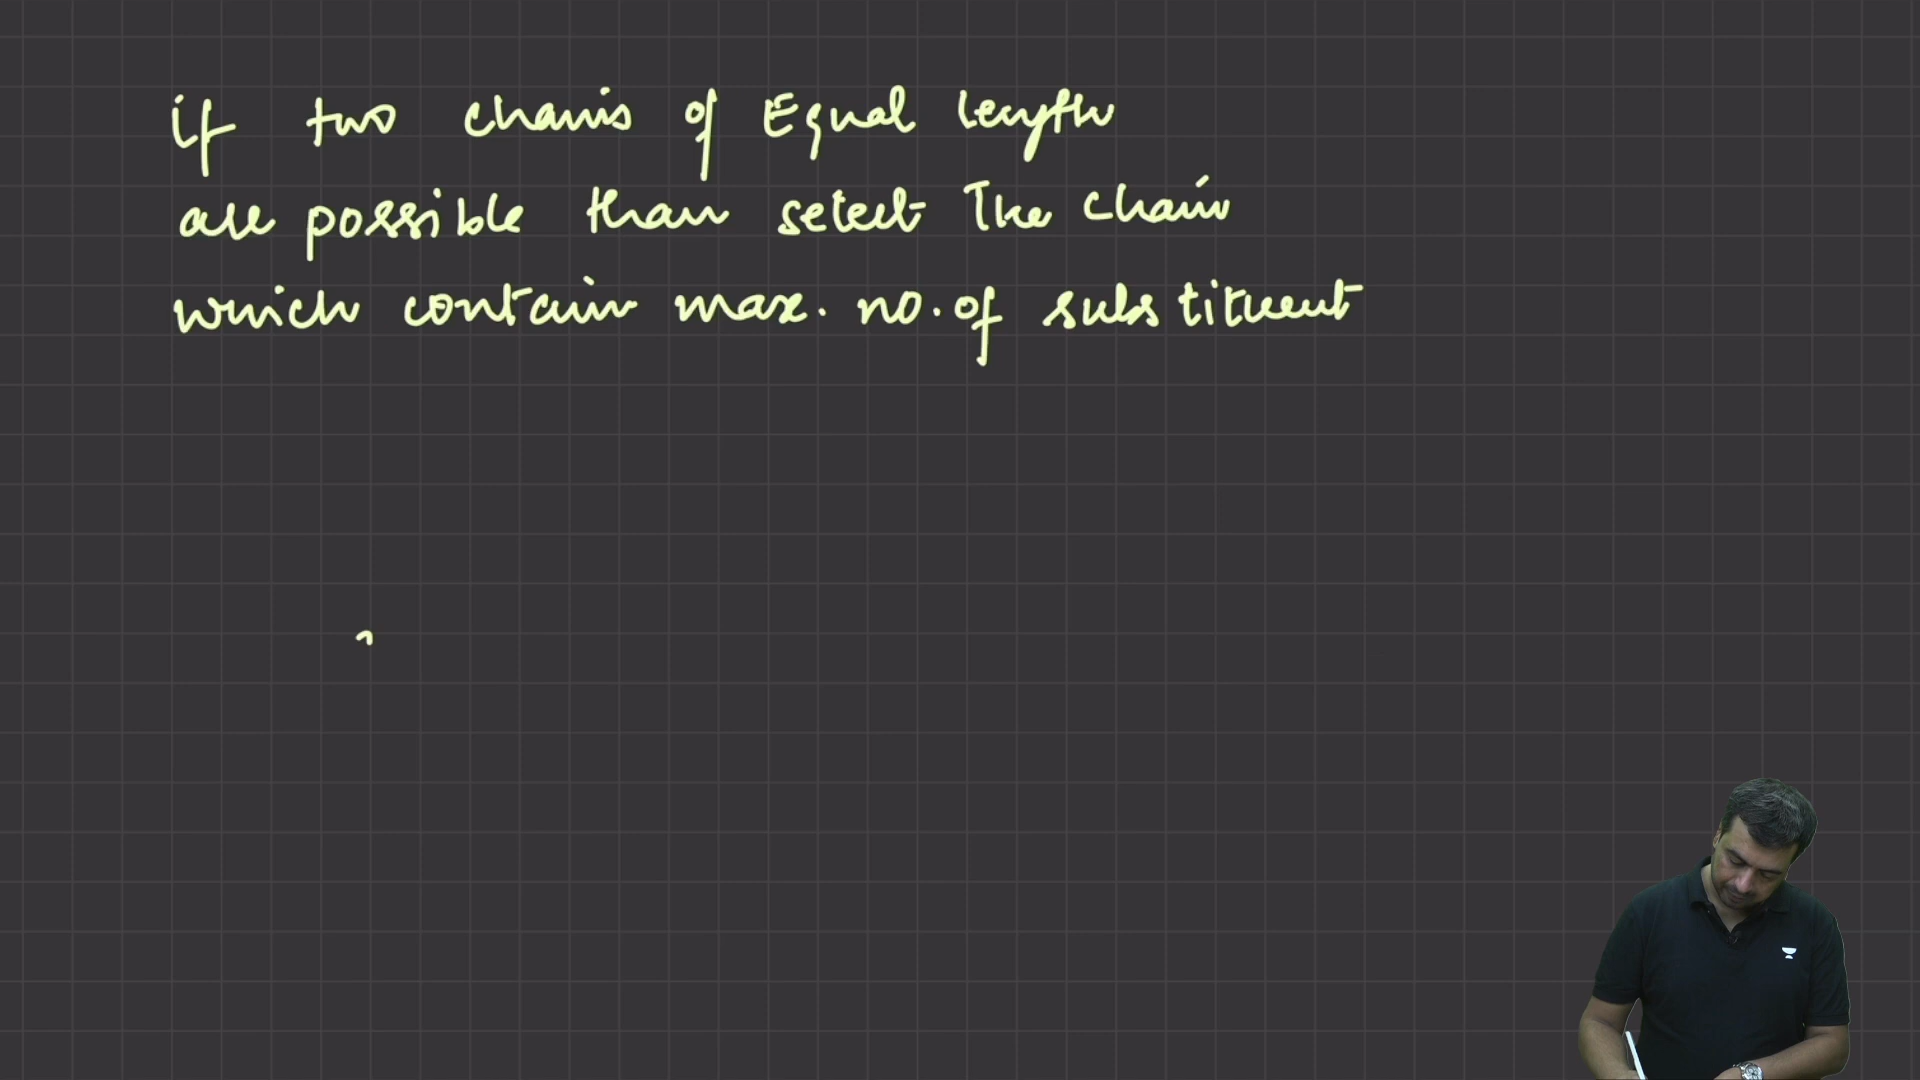 if two chains of Equal length
are possible than select The chain
which contain max. no. of substituent